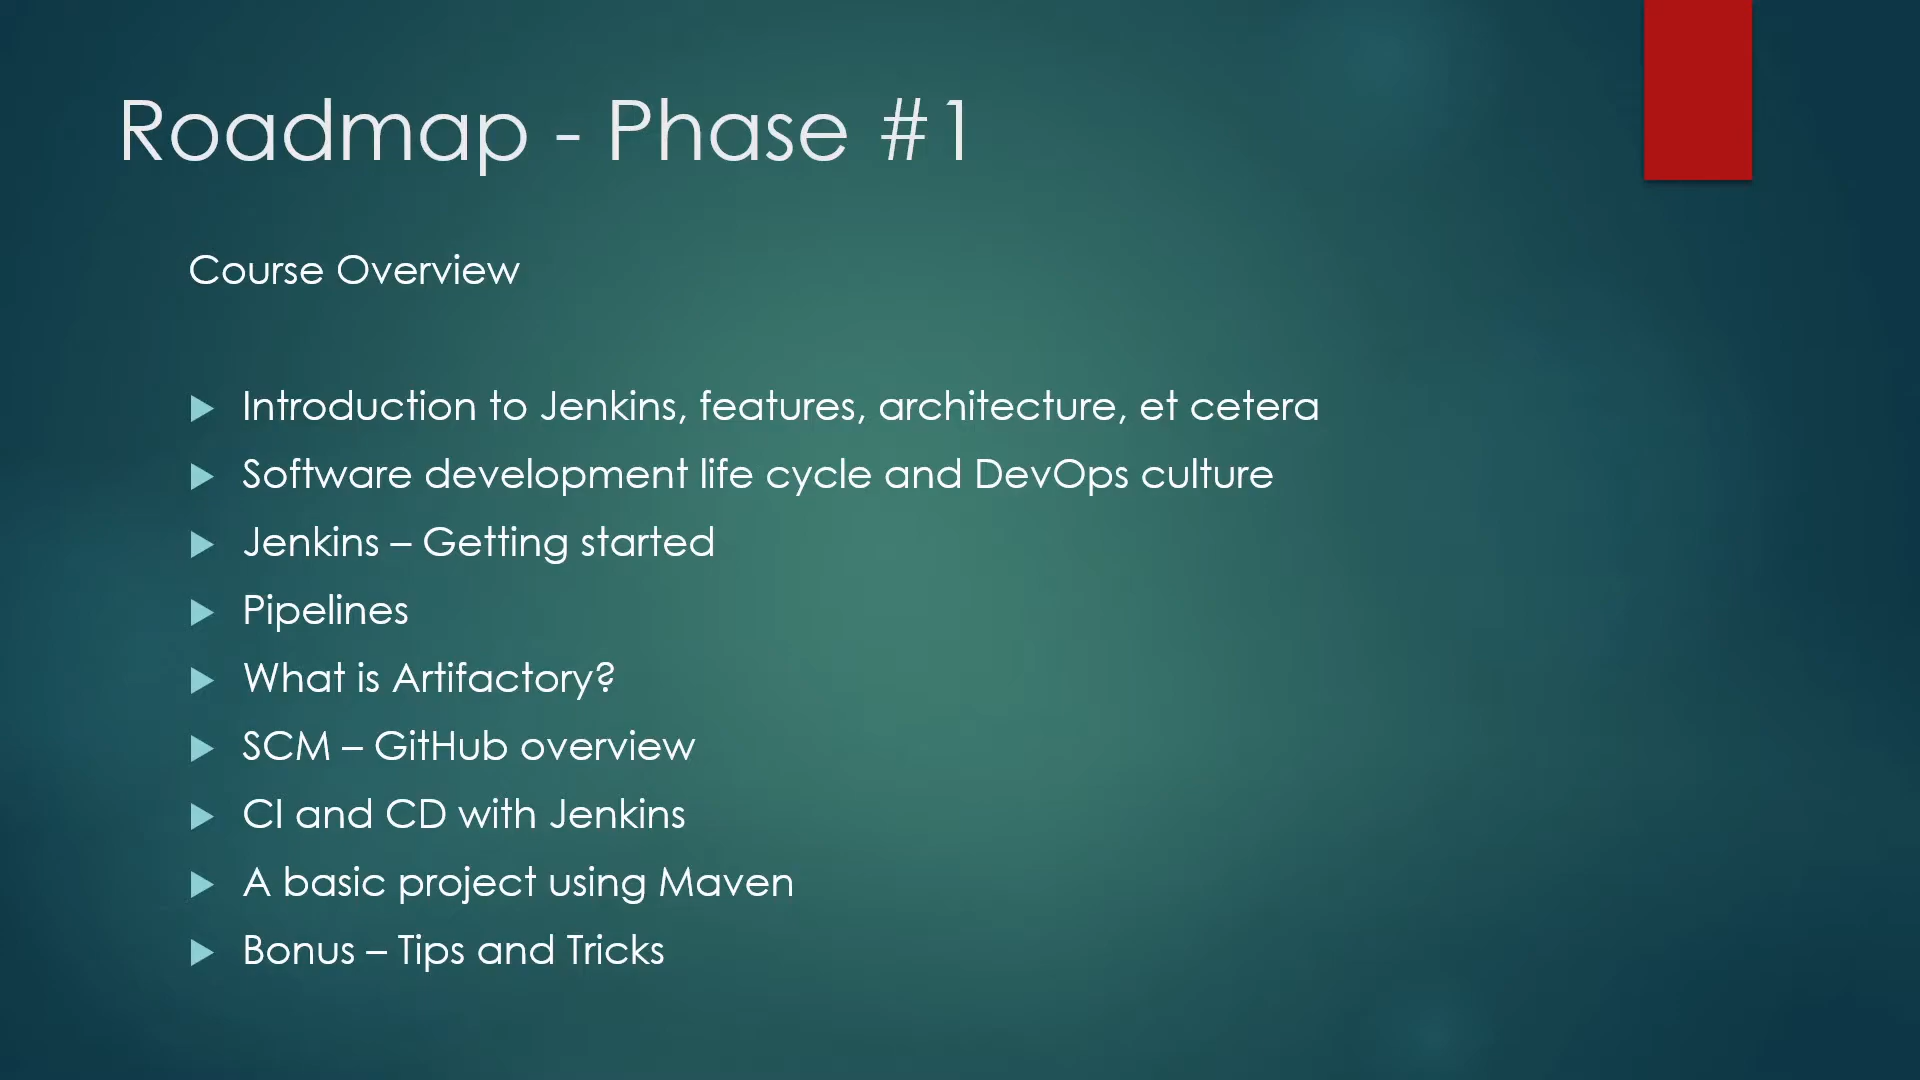 Roadmap - Phase #1
Course Overview
Introduction to Jenkins, features, architecture, et cetera
Software development life cycle and DevOps culture
Jenkins – Getting started
Pipelines
What is Artifactory?
SCM – GitHub overview
CI and CD with Jenkins
A basic project using Maven
Bonus – Tips and Tricks